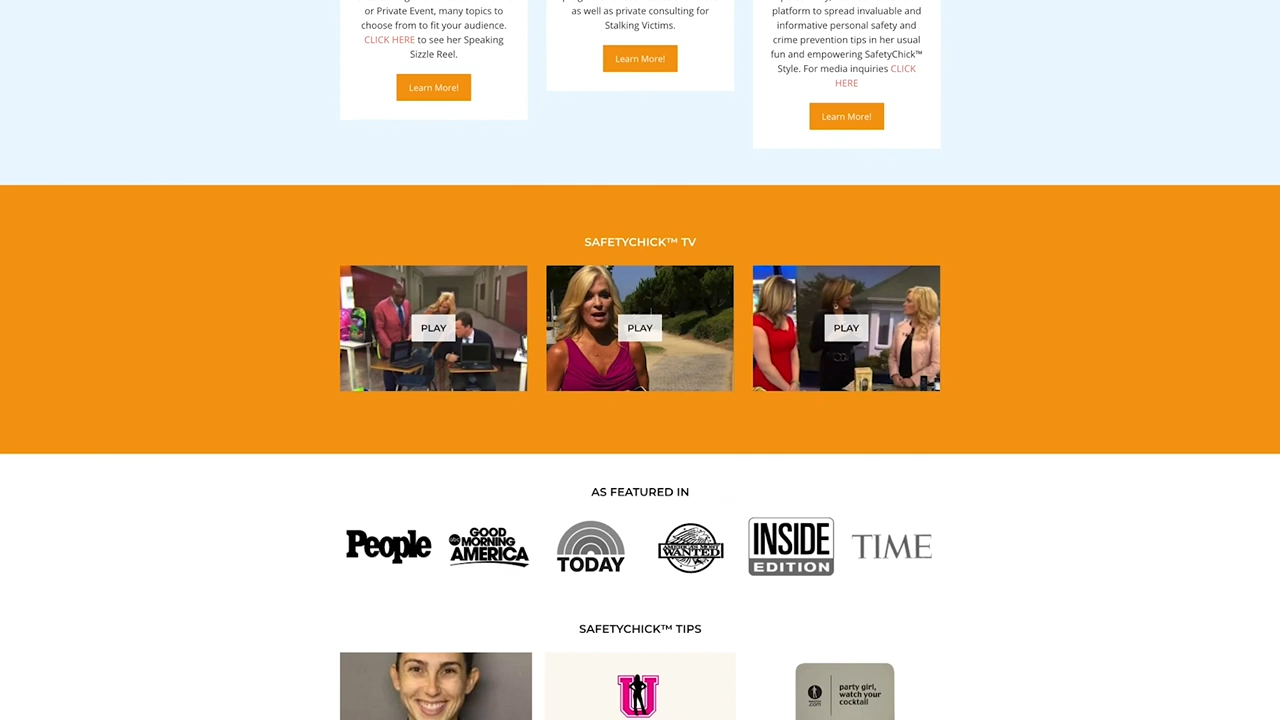 or Private Event, many topics to
choose from to fit your audience.
CLICK HERE to see her Speaking
Sizzle Reel.
Learn More!
as well as private consulting for
Stalking Victims.
Learn More!
platform to spread invaluable and
informative personal safety and
crime prevention tips in her usual
fun and empowering SafetyChick™
Style. For media inquiries CLICK
HERE
Learn More!
SAFETYCHICK™ TV
PLAY
PLAY
PLAY
AS FEATURED IN
People
abc GOOD
MORNING
AMERICA
TODAY
WANTED
INSIDE
EDITION
TIME
SAFETYCHICK™ TIPS
U
party girl,
watch your
cocktail
.com